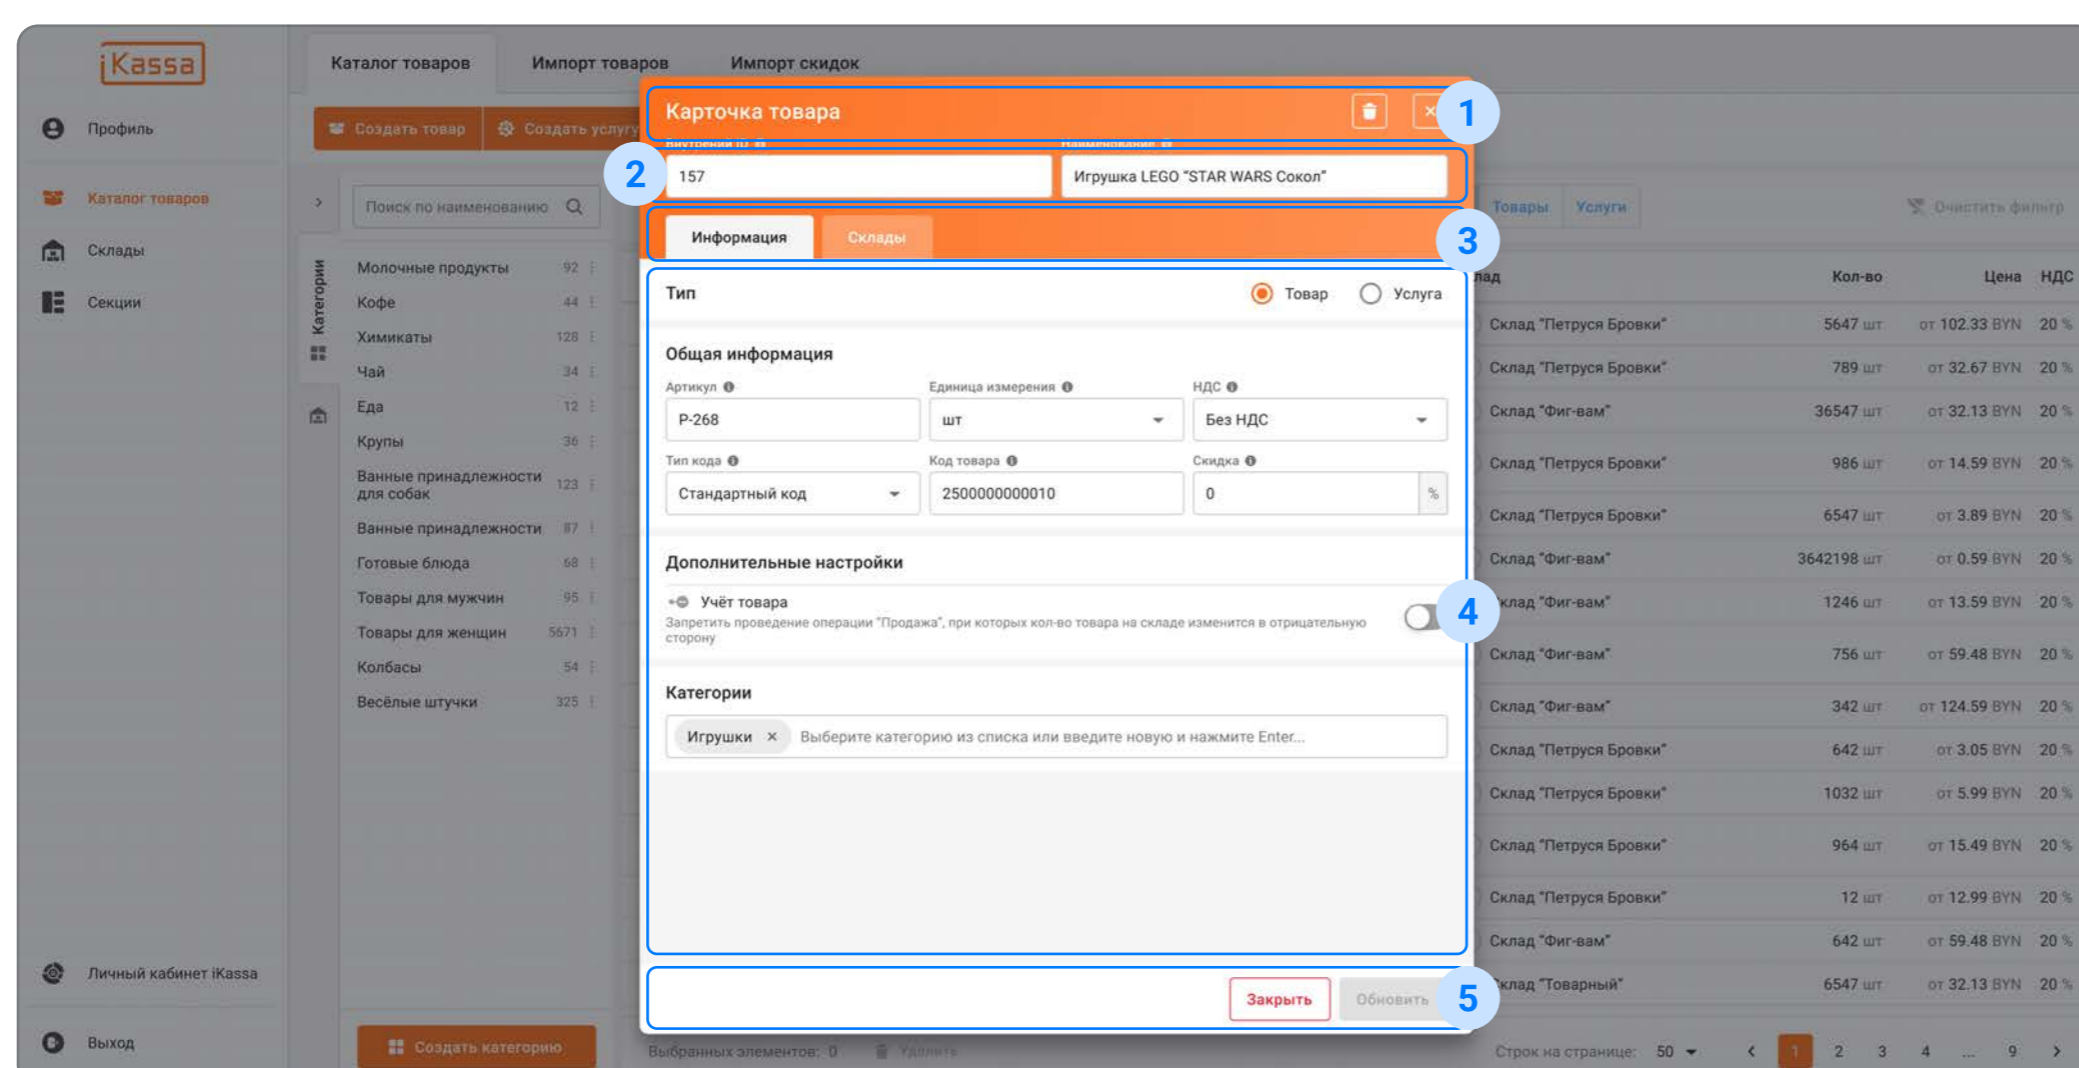 iKassa
Каталог товаров
Импорт товаров
Импорт скидок
Профиль
Каталог товаров
Склады
Секции
Личный кабинет iKassa
Выход
Создать товар
Создать услугу
Поиск по наименованию
Категории
Молочные продукты 92
Кофе 44
Химикаты 128
Чай 34
Еда 12
Крупы 36
Ванные принадлежности
для собак 123
Ванные принадлежности 87
Готовые блюда 68
Товары для мужчин 95
Товары для женщин 5671
Колбасы 54
Весёлые штучки 325
Создать категорию
Карточка товара
1
Внутрений ID
Наименование
2
157
Игрушка LEGO "STAR WARS Сокол"
Информация
Склады
3
Тип
Товар
Услуга
Общая информация
Артикул
Единица измерения
НДС
P-268
шт
Без НДС
Тип кода
Код товара
Скидка
Стандартный код
2500000000010
0 %
Дополнительные настройки
Учёт товара
Запретить проведение операции "Продажа", при которых кол-во товара на складе изменится в отрицательную
сторону
4
Категории
Игрушки ×
Выберите категорию из списка или введите новую и нажмите Enter...
Закрыть
Обновить
5
Товары
Услуги
Очистить фильтр
лад Кол-во Цена НДС
Склад "Петруся Бровки" 5647 шт от 102.33 BYN 20 %
Склад "Петруся Бровки" 789 шт от 32.67 BYN 20 %
Склад "Фиг-вам" 36547 шт от 32.13 BYN 20 %
Склад "Петруся Бровки" 986 шт от 14.59 BYN 20 %
Склад "Петруся Бровки" 6547 шт от 3.89 BYN 20 %
Склад "Фиг-вам" 3642198 шт от 0.59 BYN 20 %
клад "Фиг-вам" 1246 шт от 13.59 BYN 20 %
Склад "Фиг-вам" 756 шт от 59.48 BYN 20 %
Склад "Фиг-вам" 342 шт от 124.59 BYN 20 %
Склад "Петруся Бровки" 642 шт от 3.05 BYN 20 %
Склад "Петруся Бровки" 1032 шт от 5.99 BYN 20 %
Склад "Петруся Бровки" 964 шт от 15.49 BYN 20 %
Склад "Петруся Бровки" 12 шт от 12.99 BYN 20 %
Склад "Фиг-вам" 642 шт от 59.48 BYN 20 %
клад "Товарный" 6547 шт от 32.13 BYN 20 %
Выбранных элементов: 0
Удалить
Строк на странице: 50
1 2 3 4 ... 9